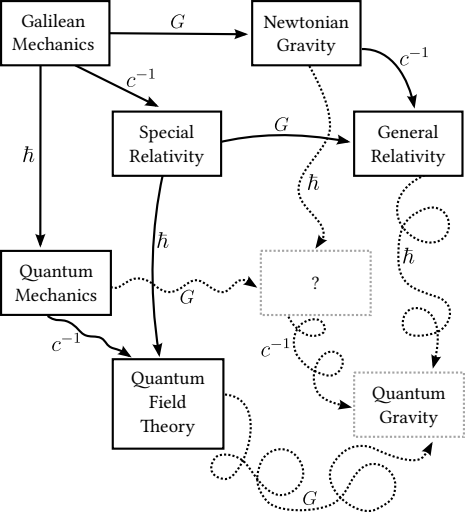 Galilean
Mechanics
G
Newtonian
Gravity
c⁻¹
c⁻¹
Special
Relativity
G
General
Relativity
ħ
ħ
ħ
ħ
Quantum
Mechanics
G
?
c⁻¹
c⁻¹
Quantum
Field
Theory
Quantum
Gravity
G